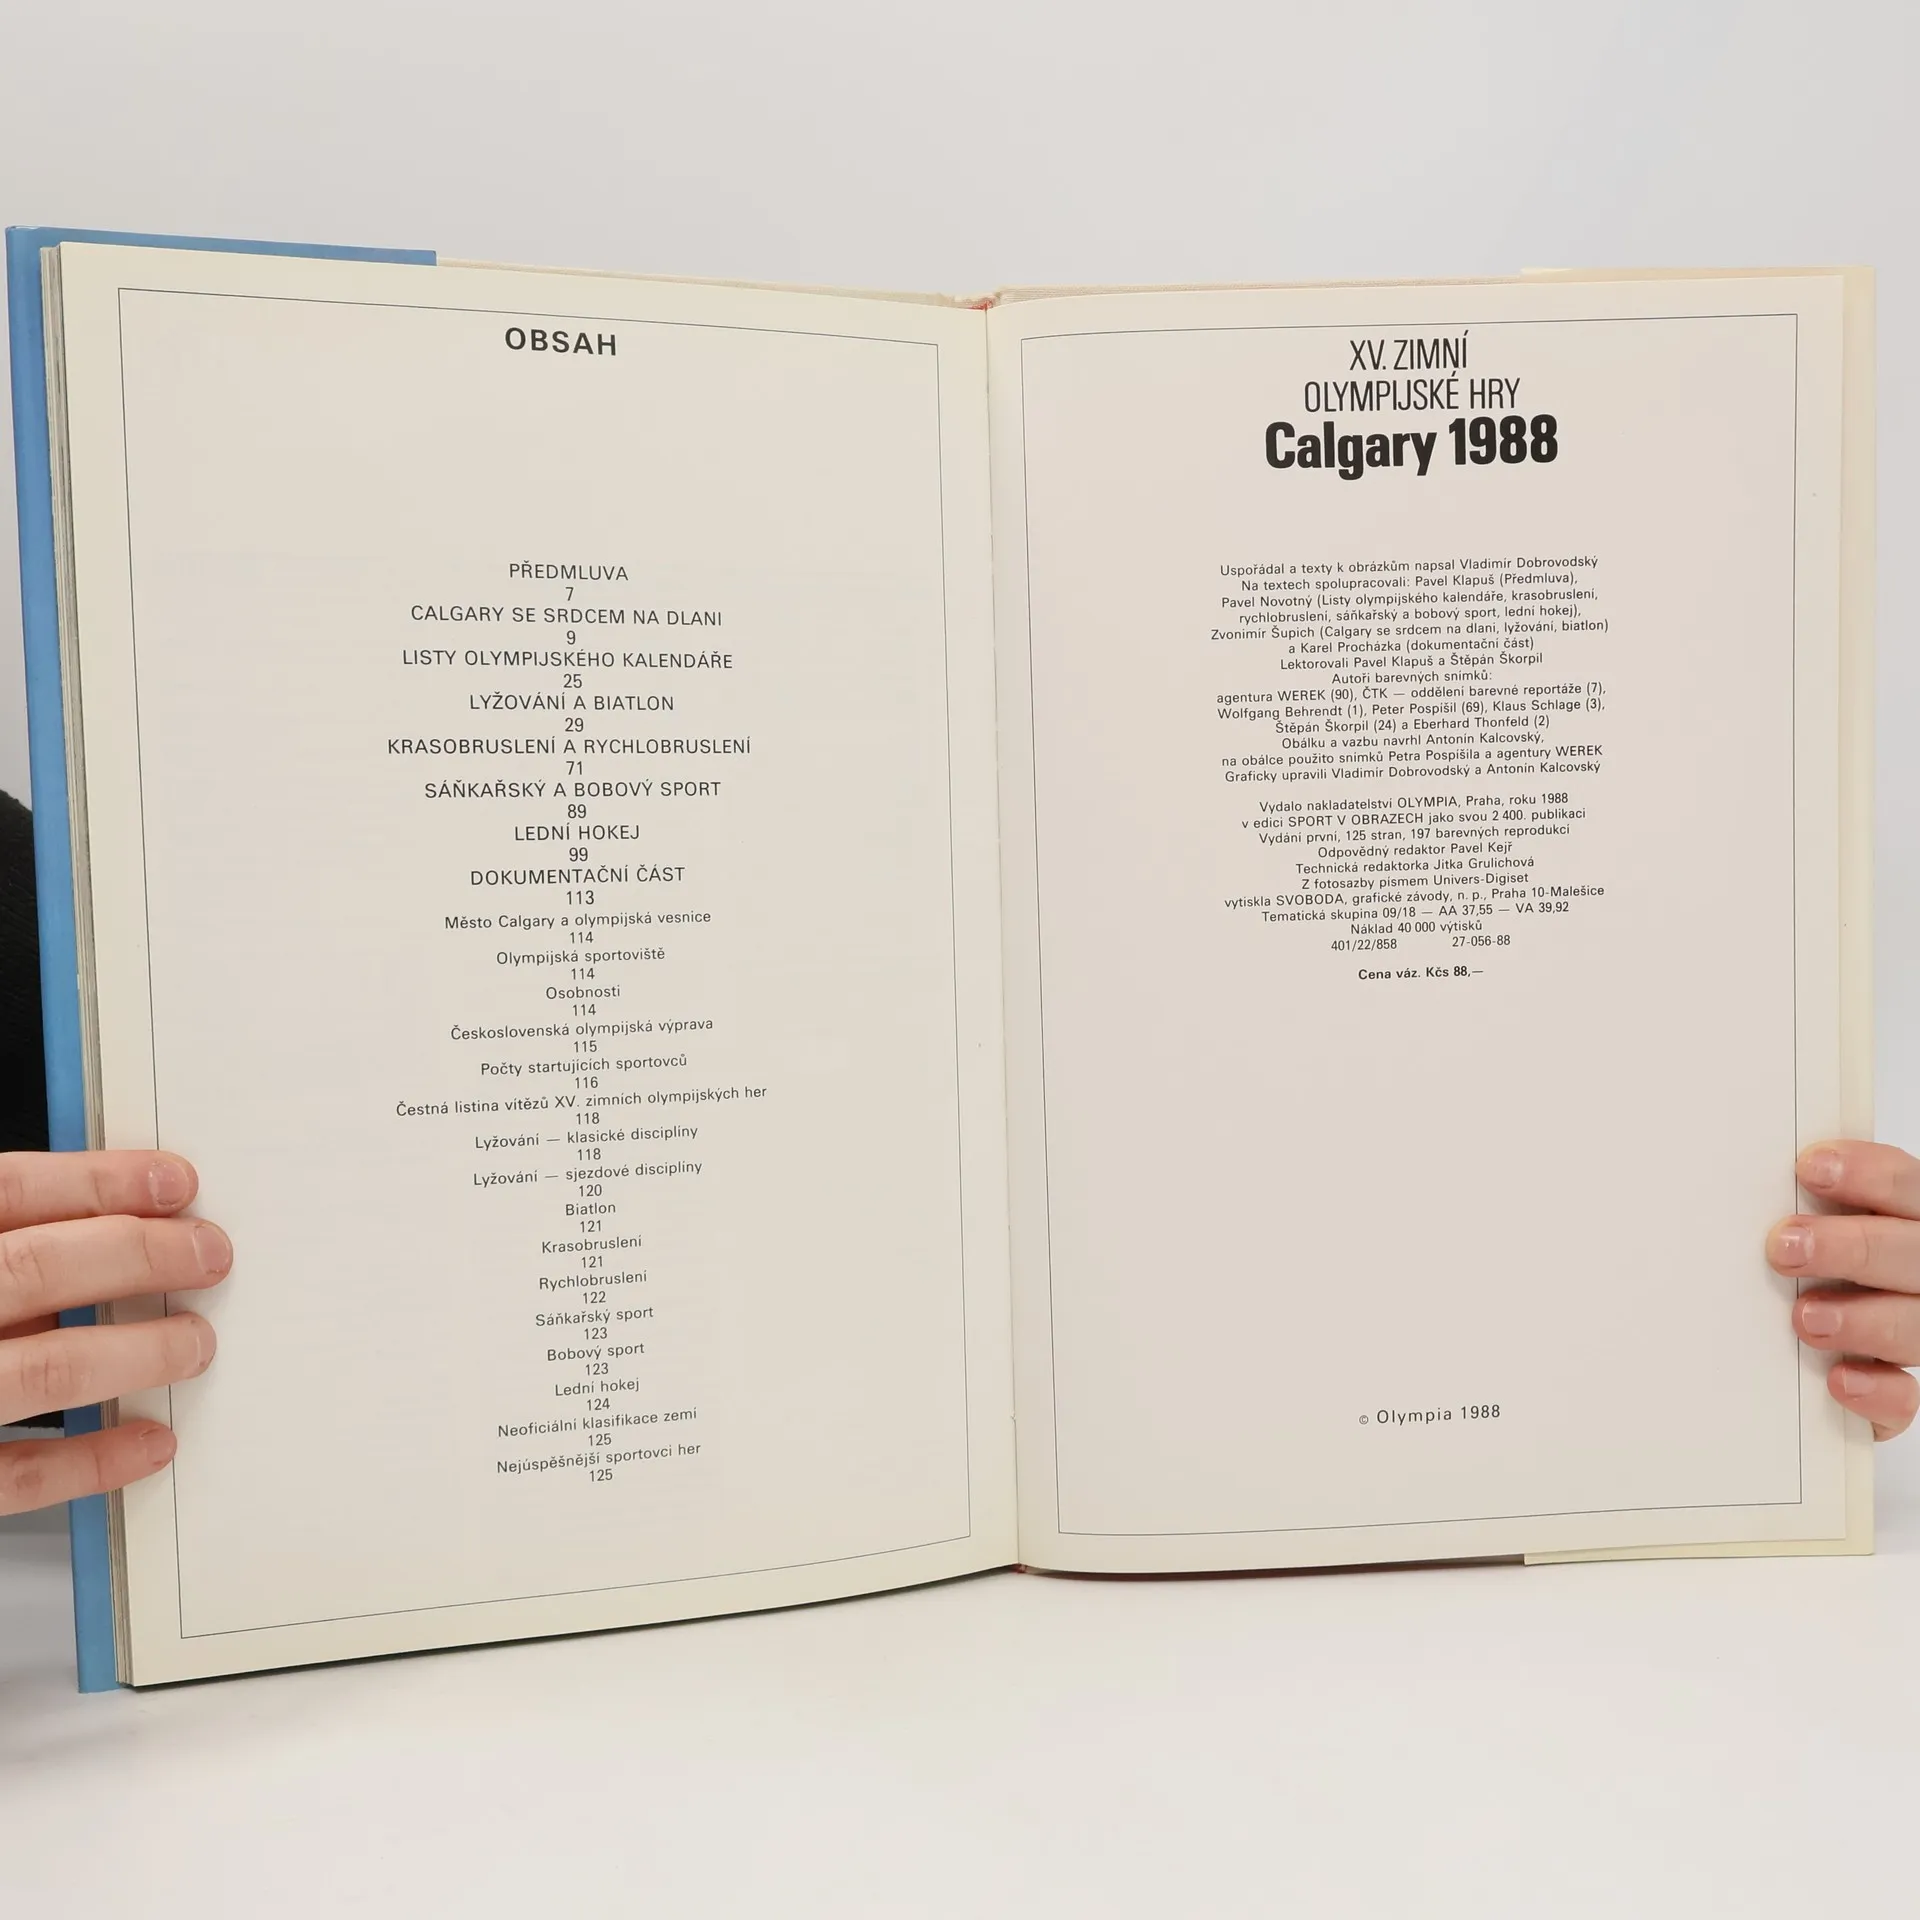 OBSAH
PŘEDMLUVA
7
CALGARY SE SRDCEM NA DLANI
9
LISTY OLYMPIJSKÉHO KALENDÁŘE
25
LYŽOVÁNÍ A BIATLON
29
KRASOBRUSLENÍ A RYCHLOBRUSLENÍ
71
SÁŇKAŘSKÝ A BOBOVÝ SPORT
89
LEDNÍ HOKEJ
99
DOKUMENTAČNÍ ČÁST
113
Město Calgary a olympijská vesnice
114
Olympijská sportoviště
114
Osobnosti
114
Československá olympijská výprava
115
Počty startujících sportovců
116
Čestná listina vítězů XV. zimních olympijských her
118
Lyžování — klasické disciplíny
118
Lyžování — sjezdové disciplíny
120
Biatlon
121
Krasobruslení
121
Rychlobruslení
122
Sáňkařský sport
123
Bobový sport
123
Lední hokej
124
Neoficiální klasifikace zemí
125
Nejúspěšnější sportovci her
125
XV. ZIMNÍ
OLYMPIJSKÉ HRY
Calgary 1988
Uspořádal a texty k obrázkům napsal Vladimír Dobrovodský
Na textech spolupracovali: Pavel Klapuš (Předmluva),
Pavel Novotný (Listy olympijského kalendáře, krasobruslení,
rychlobruslení, sáňkařský a bobový sport, lední hokej),
Zvonimír Šupich (Calgary se srdcem na dlani, lyžování, biatlon)
a Karel Procházka (dokumentační část)
Lektorovali Pavel Klapuš a Štěpán Škorpil
Autoři barevných snímků:
agentura WEREK (90), ČTK — oddělení barevné reportáže (7),
Wolfgang Behrendt (1), Peter Pospíšil (69), Klaus Schlage (3),
Štěpán Škorpil (24) a Eberhard Thonfeld (2)
Obálku a vazbu navrhl Antonín Kalcovský,
na obálce použito snímků Petra Pospíšila a agentury WEREK
Graficky upravili Vladimír Dobrovodský a Antonín Kalcovský
Vydalo nakladatelství OLYMPIA, Praha, roku 1988
v edici SPORT V OBRAZECH jako svou 2 400. publikaci
Vydání první, 125 stran, 197 barevných reprodukcí
Odpovědný redaktor Pavel Kejř
Technická redaktorka Jitka Grulichová
Z fotosazby písmem Univers-Digiset
vytiskla SVOBODA, grafické závody, n. p., Praha 10-Malešice
Tematická skupina 09/18 — AA 37,55 — VA 39,92
Náklad 40 000 výtisků
401/22/858 27-056-88
Cena váz. Kčs 88,—
© Olympia 1988